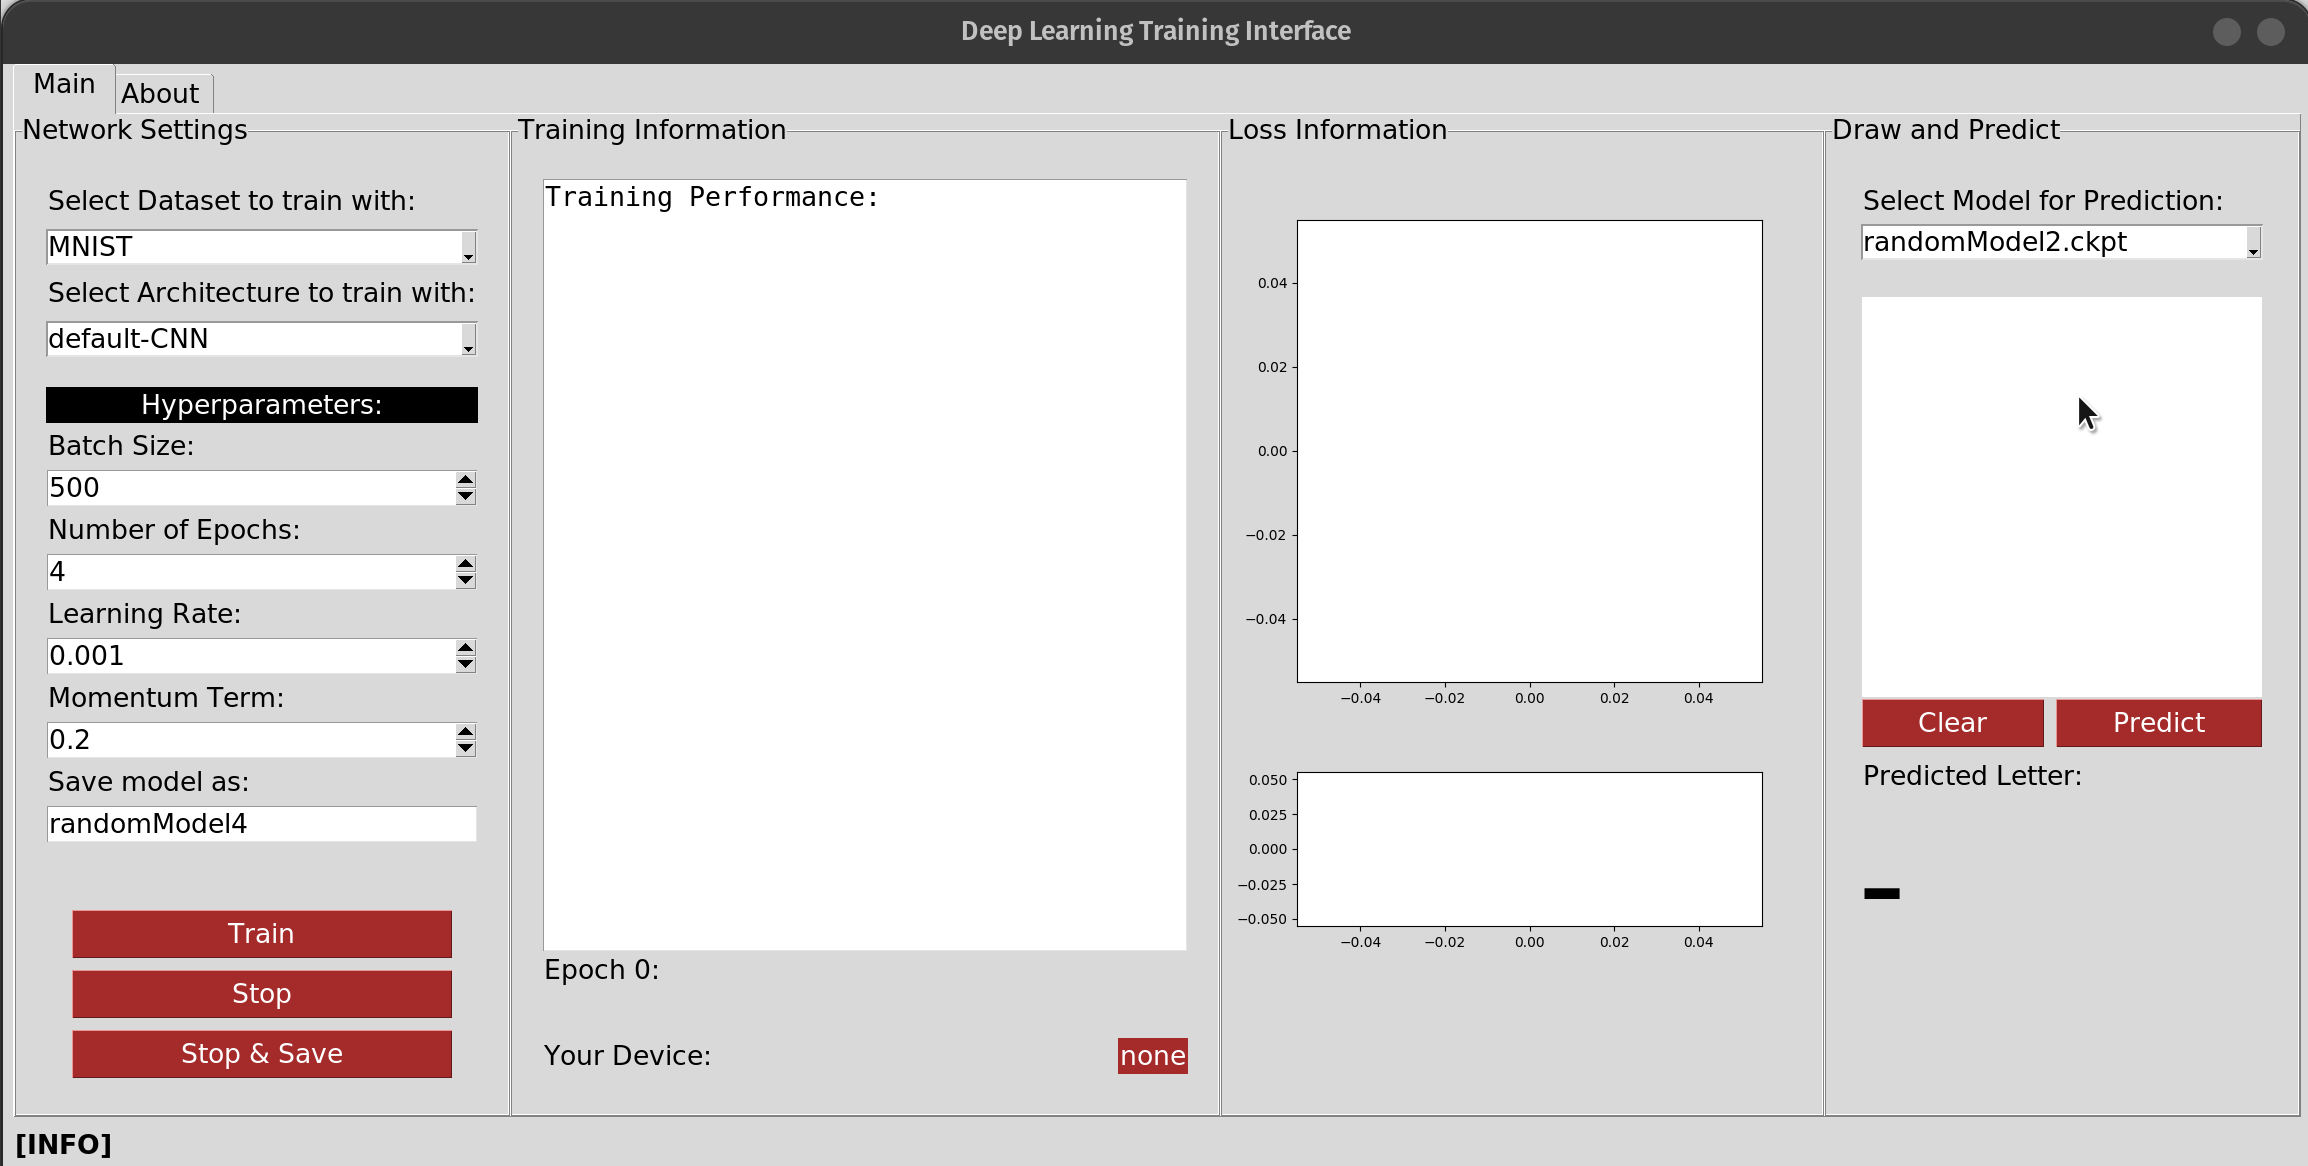 Deep Learning Training Interface
Main
About
Network Settings
Select Dataset to train with:
MNIST
Select Architecture to train with:
default-CNN
Hyperparameters:
Batch Size:
500
Number of Epochs:
4
Learning Rate:
0.001
Momentum Term:
0.2
Save model as:
randomModel4
Train
Stop
Stop & Save
Training Information
Training Performance:
Epoch 0:
Your Device:
none
Loss Information
0.04
0.02
0.00
−0.02
−0.04
−0.04 −0.02 0.00 0.02 0.04
0.050
0.025
0.000
−0.025
−0.050
−0.04 −0.02 0.00 0.02 0.04
Draw and Predict
Select Model for Prediction:
randomModel2.ckpt
Clear
Predict
Predicted Letter:
-
[INFO]